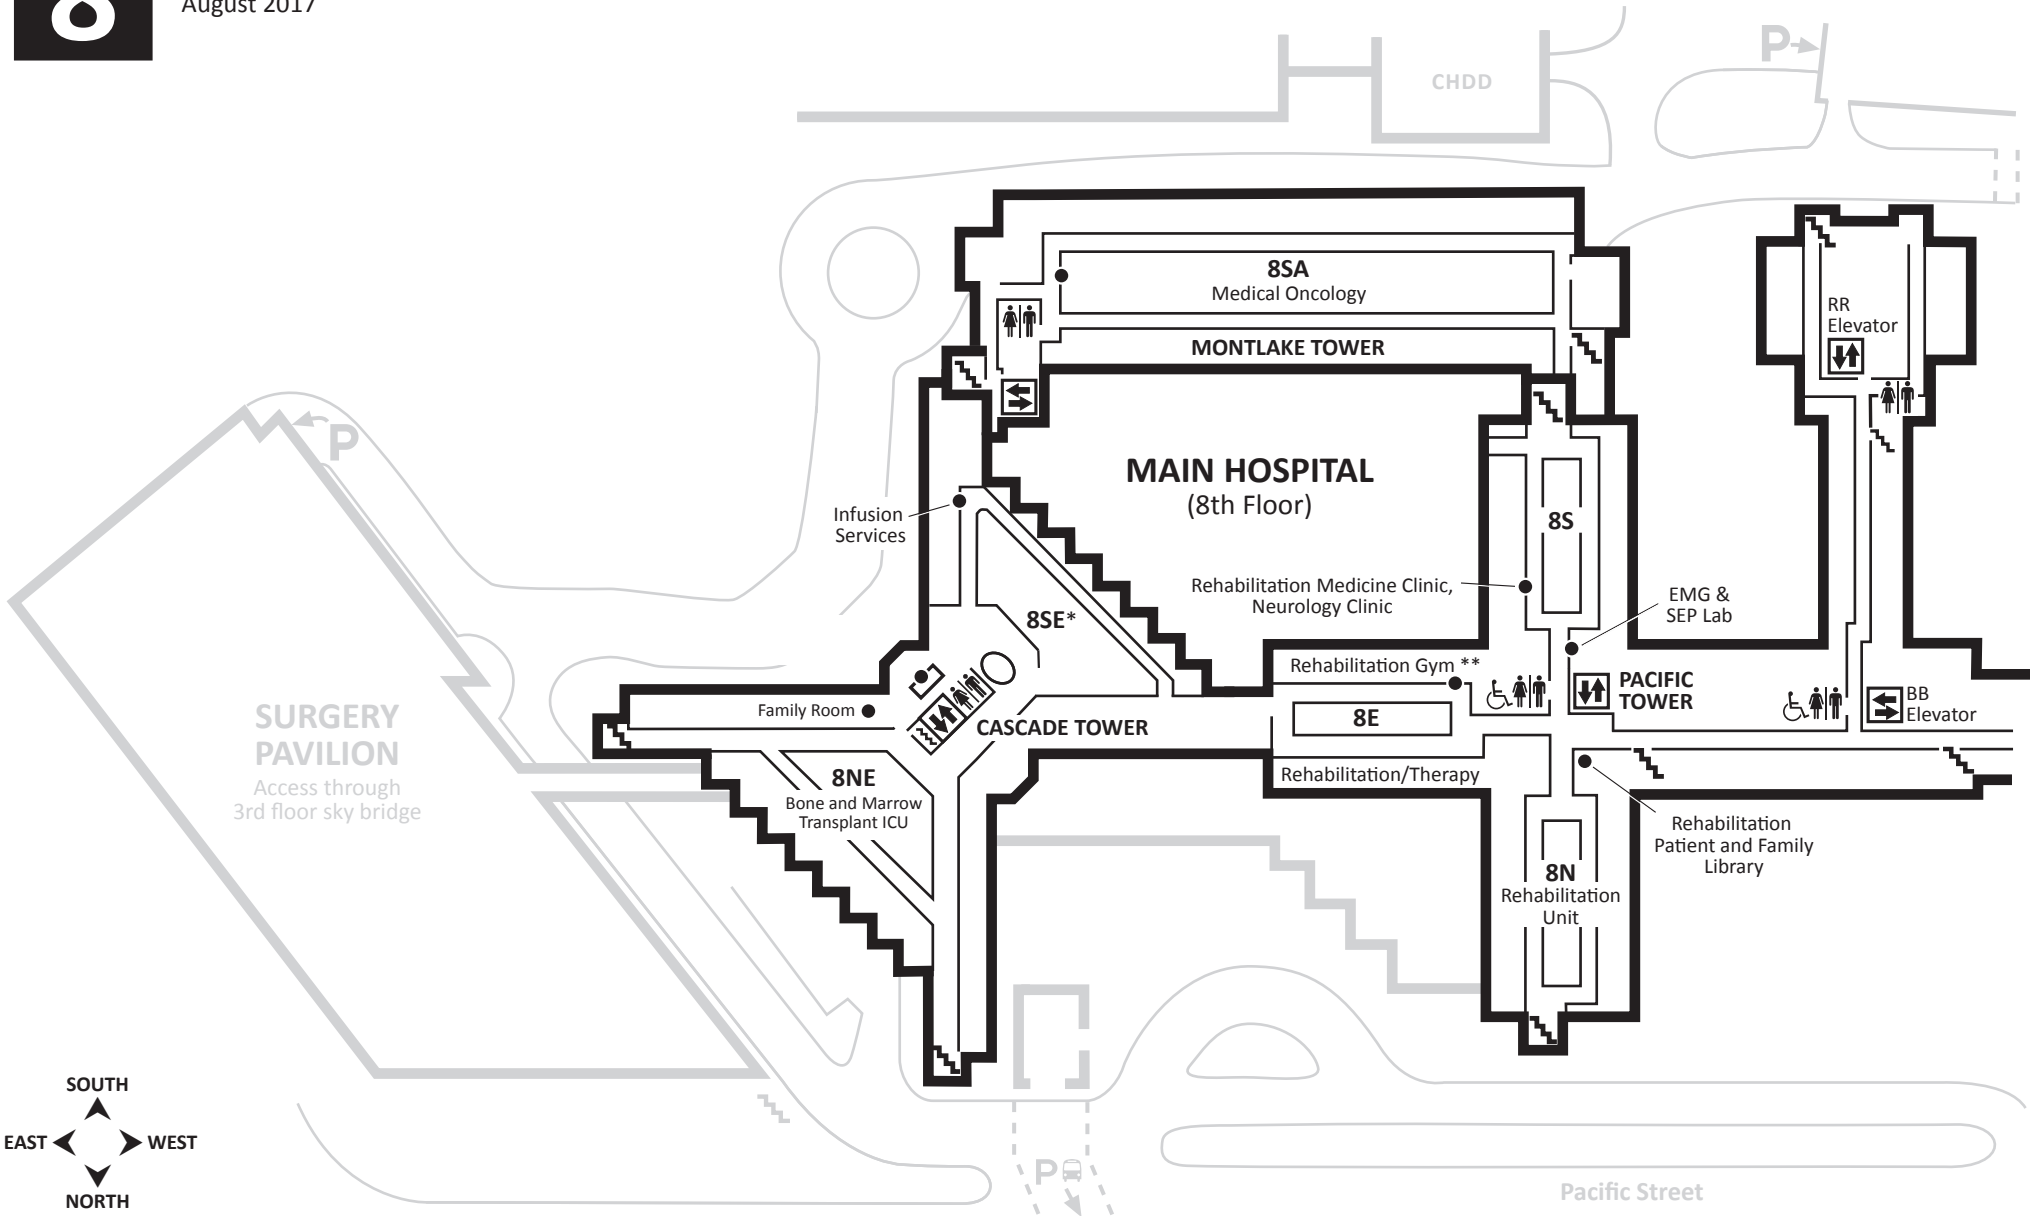 8
August 2017
P
CHDD
8SA
Medical Oncology
MONTLAKE TOWER
RR
Elevator
P
MAIN HOSPITAL
(8th Floor)
Infusion
Services
8S
Rehabilitation Medicine Clinic,
Neurology Clinic
EMG &
SEP Lab
8SE*
Rehabilitation Gym **
PACIFIC
TOWER
BB
Elevator
Family Room
8E
CASCADE TOWER
SURGERY
PAVILION
Access through
3rd floor sky bridge
8NE
Bone and Marrow
Transplant ICU
Rehabilitation/Therapy
Rehabilitation
Patient and Family
Library
8N
Rehabilitation
Unit
SOUTH
EAST
WEST
NORTH
P
Pacific Street